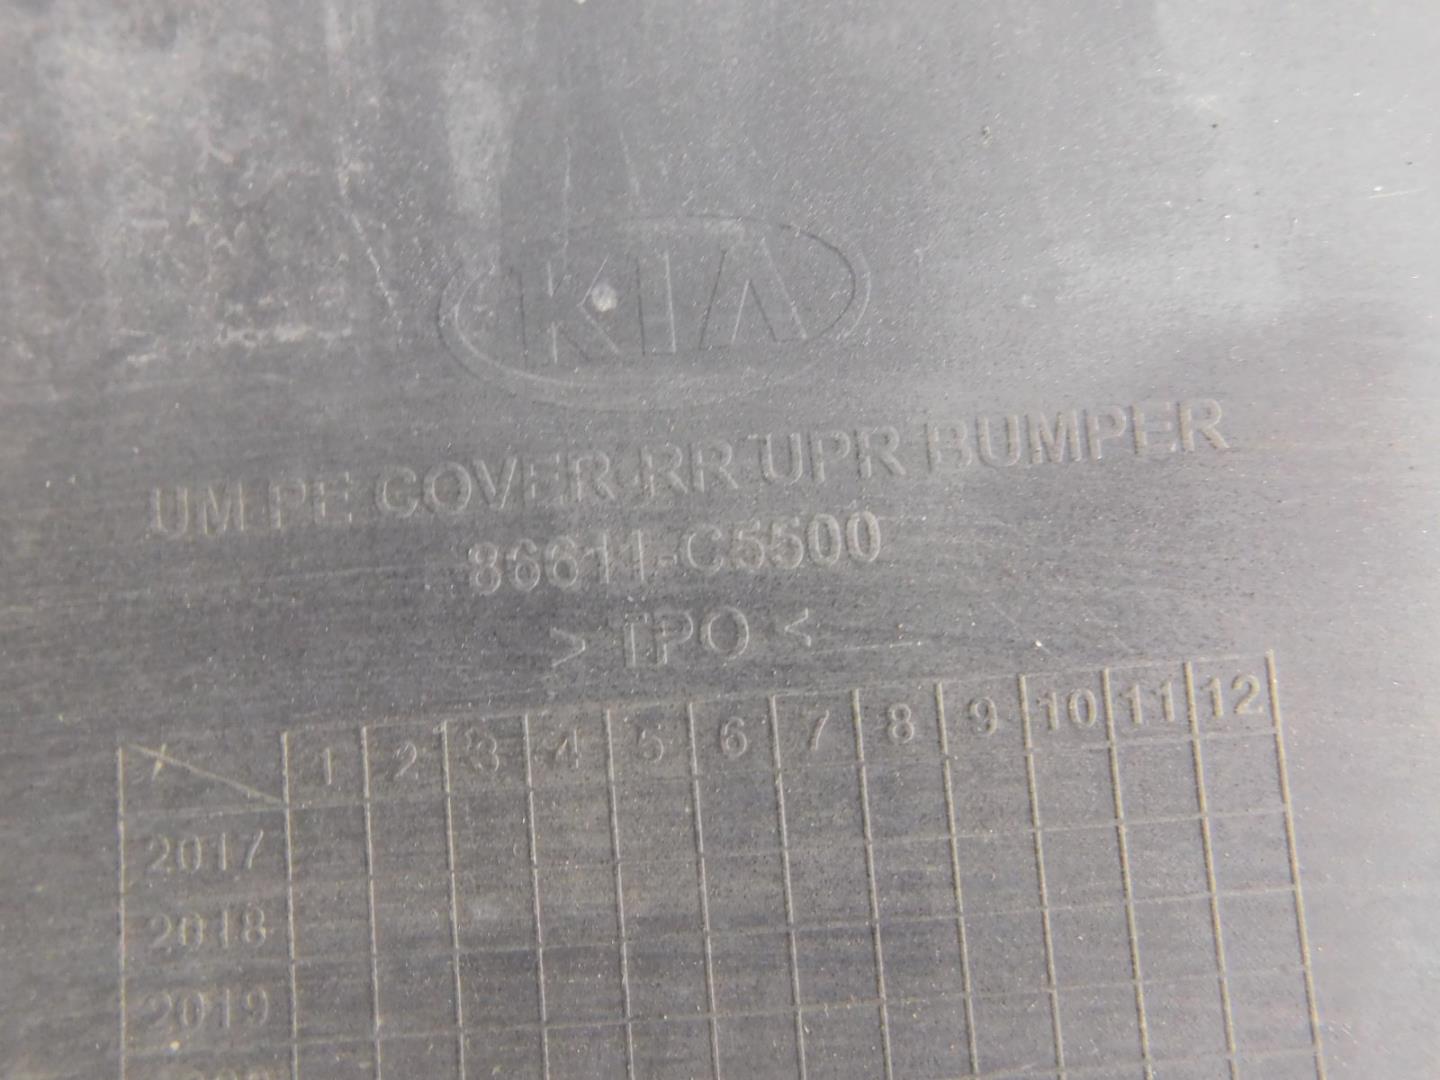 KIA
UM PE COVER-RR UPR BUMPER
86611-C5500
> TPO <
1 2 3 4 5 6 7 8 9 10 11 12
2017
2018
2019